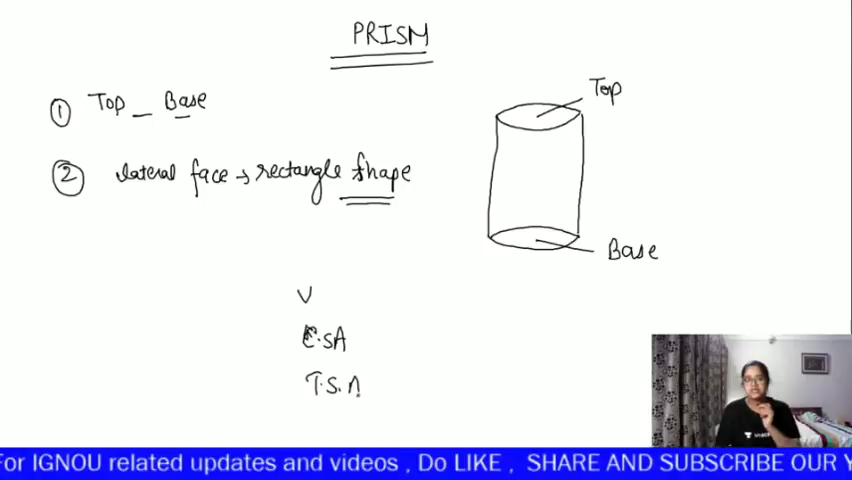 PRISM
① Top _ Base
② lateral face → rectangle shape
Top
Base
V
C.SA
T.S.A
For IGNOU related updates and videos , Do LIKE , SHARE AND SUBSCRIBE OUR Y